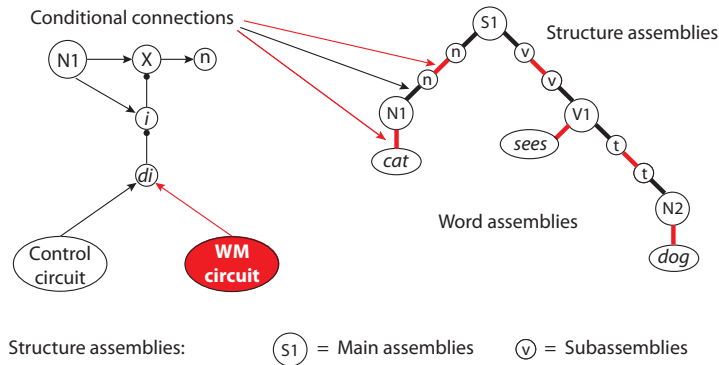 Conditional connections
N1
X
n
i
di
Control
circuit
WM
circuit
S1
Structure assemblies
n
v
n
v
N1
V1
cat
sees
t
t
Word assemblies
N2
dog
Structure assemblies:
S1 = Main assemblies
v = Subassemblies